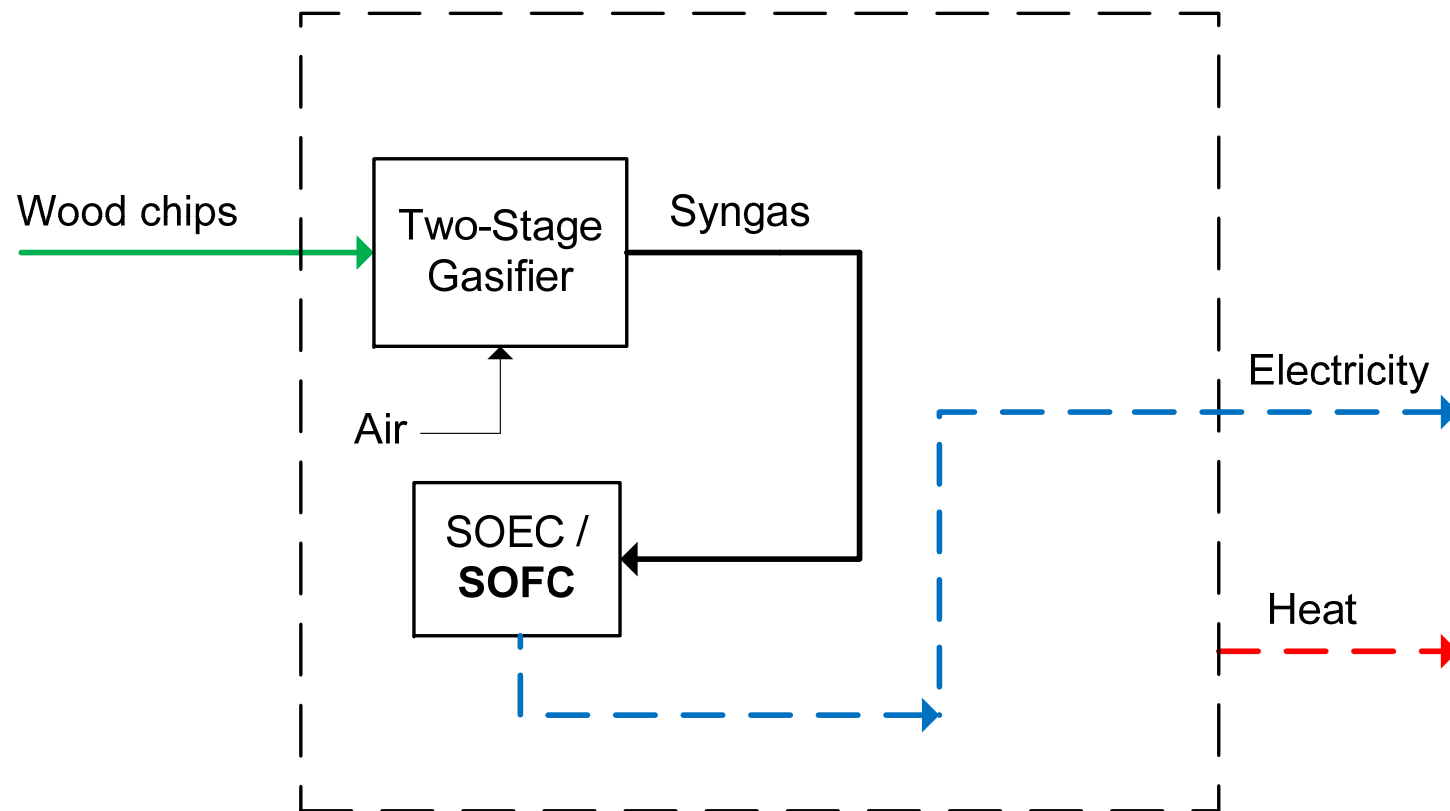 Wood chips
Two-Stage
Gasifier
Syngas
Air
Electricity
SOEC /
SOFC
Heat